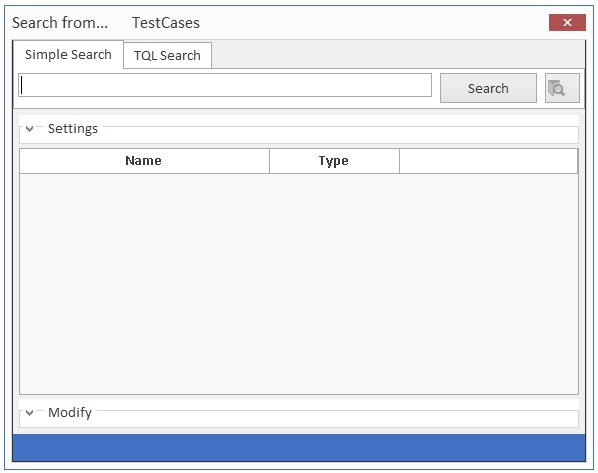 Search from... TestCases
Simple Search TQL Search
Search
Settings
Name Type
Modify